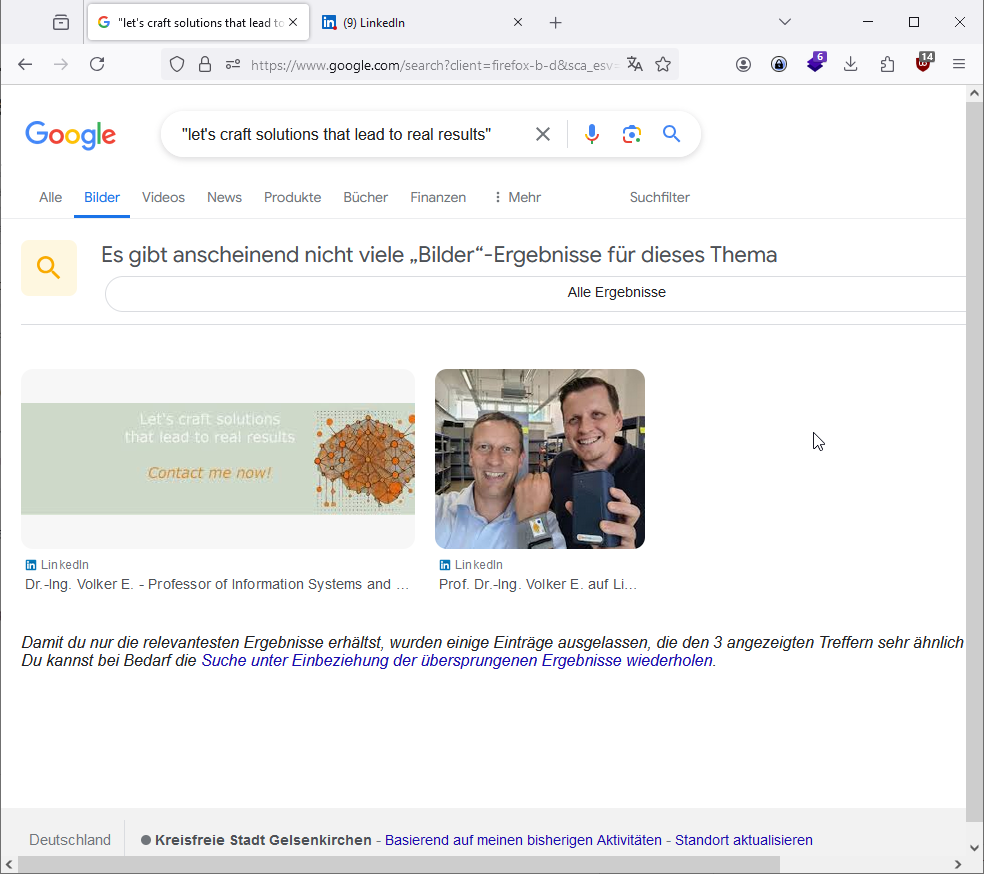 "let's craft solutions that lead to
(9) LinkedIn
6
14
https://www.google.com/search?client=firefox-b-d&sca_esv=
Google
"let's craft solutions that lead to real results"
Alle Bilder Videos News Produkte Bücher Finanzen Mehr Suchfilter
Es gibt anscheinend nicht viele „Bilder“-Ergebnisse für dieses Thema
Alle Ergebnisse
Let's craft solutions
that lead to real results
Contact me now!
LinkedIn
Dr.-Ing. Volker E. - Professor of Information Systems and ...
LinkedIn
Prof. Dr.-Ing. Volker E. auf Li...
Damit du nur die relevantesten Ergebnisse erhältst, wurden einige Einträge ausgelassen, die den 3 angezeigten Treffern sehr ähnlich
Du kannst bei Bedarf die Suche unter Einbeziehung der übersprungenen Ergebnisse wiederholen.
Deutschland Kreisfreie Stadt Gelsenkirchen - Basierend auf meinen bisherigen Aktivitäten - Standort aktualisieren